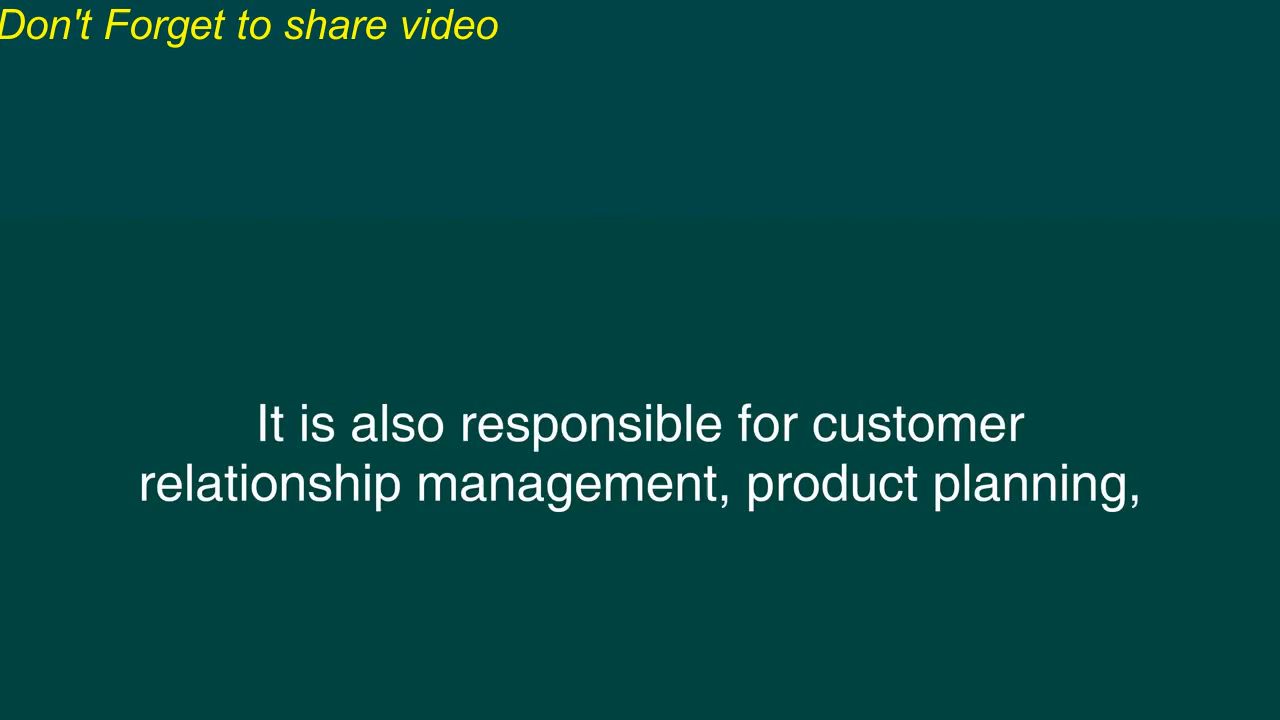 Don't Forget to share video
It is also responsible for customer
relationship management, product planning,